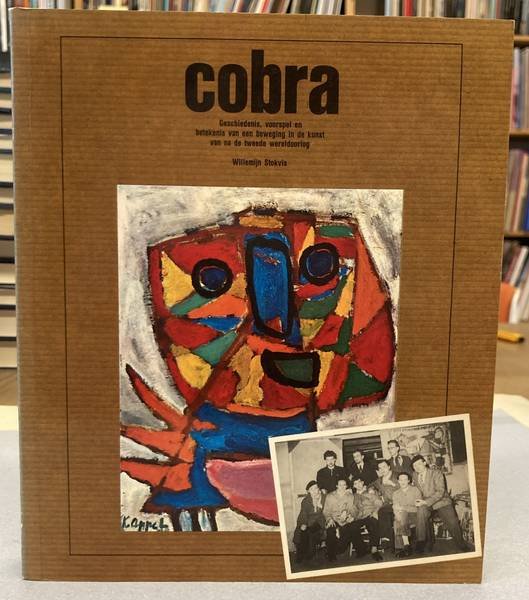 cobra
Geschiedenis, voorspel en
betekenis van een beweging in de kunst
van na de tweede wereldoorlog
Willemijn Stokvis
K. Appel